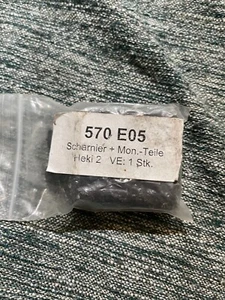 570 E05
Scharnier + Mon.-Teile
Heki 2 VE: 1 Stk.